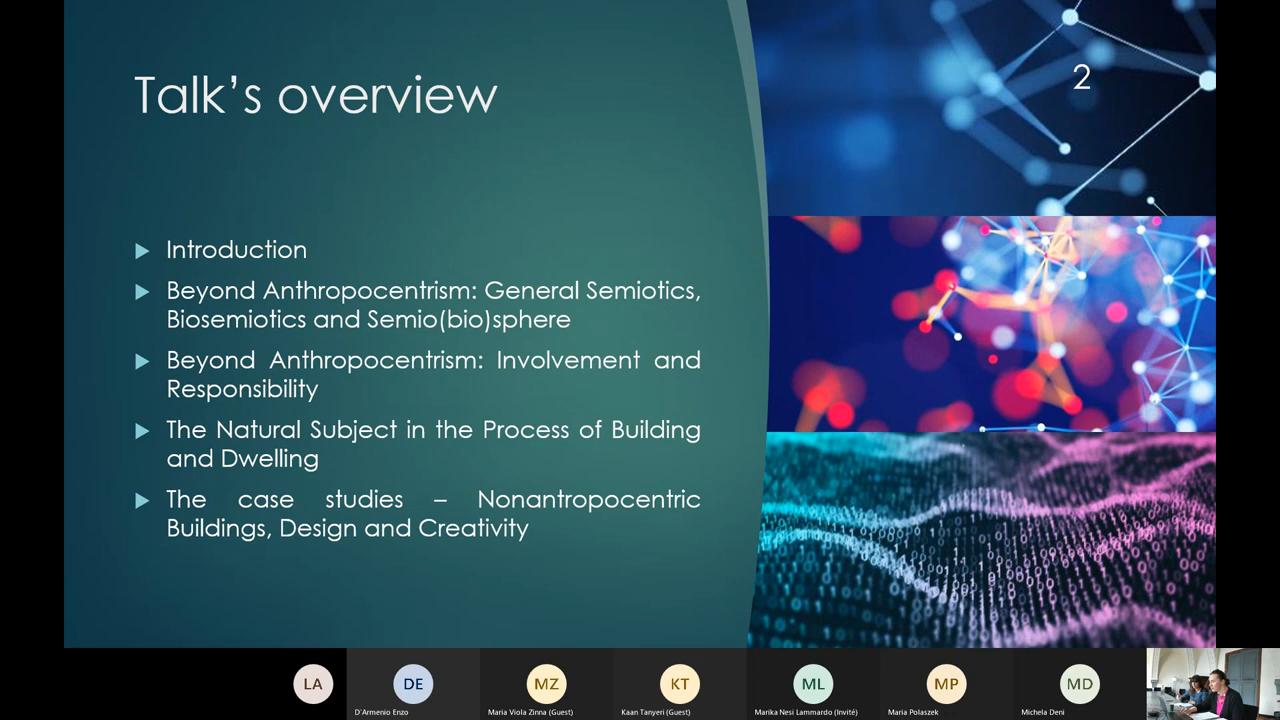 Talk’s overview
2
Introduction
Beyond Anthropocentrism: General Semiotics,
Biosemiotics and Semio(bio)sphere
Beyond Anthropocentrism: Involvement and
Responsibility
The Natural Subject in the Process of Building
and Dwelling
The case studies – Nonantropocentric
Buildings, Design and Creativity
LA
DE
MZ
KT
ML
MP
MD
D'Armenio Enzo
Maria Viola Zinna (Guest)
Kaan Tanyeri (Guest)
Marika Nesi Lammardo (Invité)
Maria Polaszek
Michela Deni